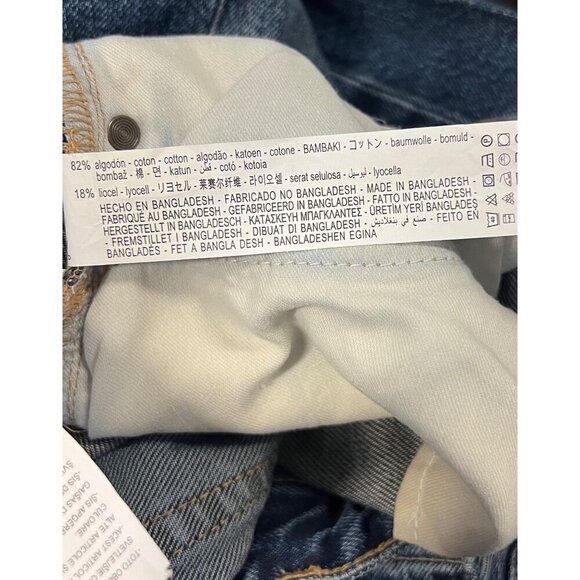 82% algodón - coton - cotton - algodão - katoen - cotone - BAMBAKI - コットン - baumwolle - bomuld -
bombaž - 棉 - 면 - katun - قطن - cotó - kotoia
18% liocel - lyocell - リヨセル - 莱赛尔纤维 - 라이오셀 - serat selulosa - ليوسيل - lyocella
HECHO EN BANGLADESH - FABRICADO NO BANGLADESH - MADE IN BANGLADESH -
FABRIQUÉ AU BANGLADESH - GEFABRICEERD IN BANGLADESH - FATTO IN BANGLADESH -
HERGESTELLT IN BANGLADESCH - ΚΑΤΑΣΚΕΥΗ ΜΠΑΓΚΛΑΝΤΕΣ - ÜRETİM YERİ BANGLADEŞ
- FREMSTILLET I BANGLADESH - DIBUAT DI BANGLADESH - صنع في بنغلاديش - FEITO EN
BANGLADÉS - FET A BANGLA DESH - BANGLADESHEN EGINA